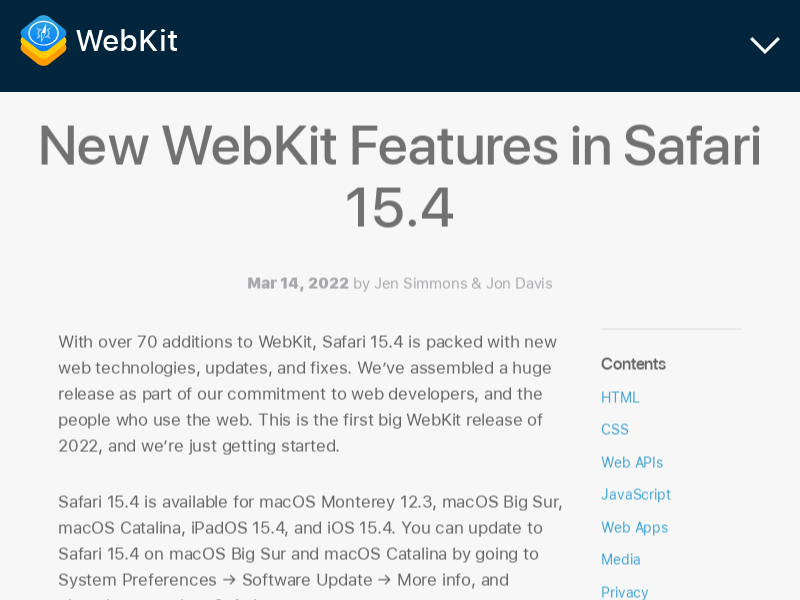 WebKit
New WebKit Features in Safari
15.4
Mar 14, 2022 by Jen Simmons & Jon Davis
With over 70 additions to WebKit, Safari 15.4 is packed with new
web technologies, updates, and fixes. We’ve assembled a huge
release as part of our commitment to web developers, and the
people who use the web. This is the first big WebKit release of
2022, and we’re just getting started.
Safari 15.4 is available for macOS Monterey 12.3, macOS Big Sur,
macOS Catalina, iPadOS 15.4, and iOS 15.4. You can update to
Safari 15.4 on macOS Big Sur and macOS Catalina by going to
System Preferences → Software Update → More info, and
Contents
HTML
CSS
Web APIs
JavaScript
Web Apps
Media
Privacy